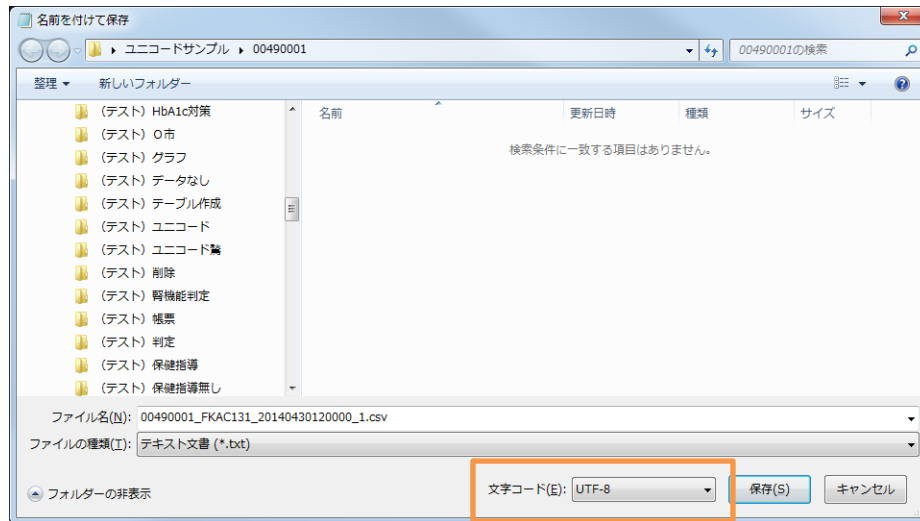 名前を付けて保存
ユニコードサンプル
00490001
00490001の検索
整理
新しいフォルダー
名前
更新日時
種類
サイズ
検索条件に一致する項目はありません。
(テスト) HbA1c対策
(テスト) O市
(テスト) グラフ
(テスト) データなし
(テスト) テーブル作成
(テスト) ユニコード
(テスト) ユニコード鷔
(テスト) 削除
(テスト) 腎機能判定
(テスト) 帳票
(テスト) 判定
(テスト) 保健指導
(テスト) 保健指導無し
ファイル名(N): 00490001_FKAC131_20140430120000_1.csv
ファイルの種類(T): テキスト文書 (*.txt)
フォルダーの非表示
文字コード(E): UTF-8
保存(S)
キャンセル